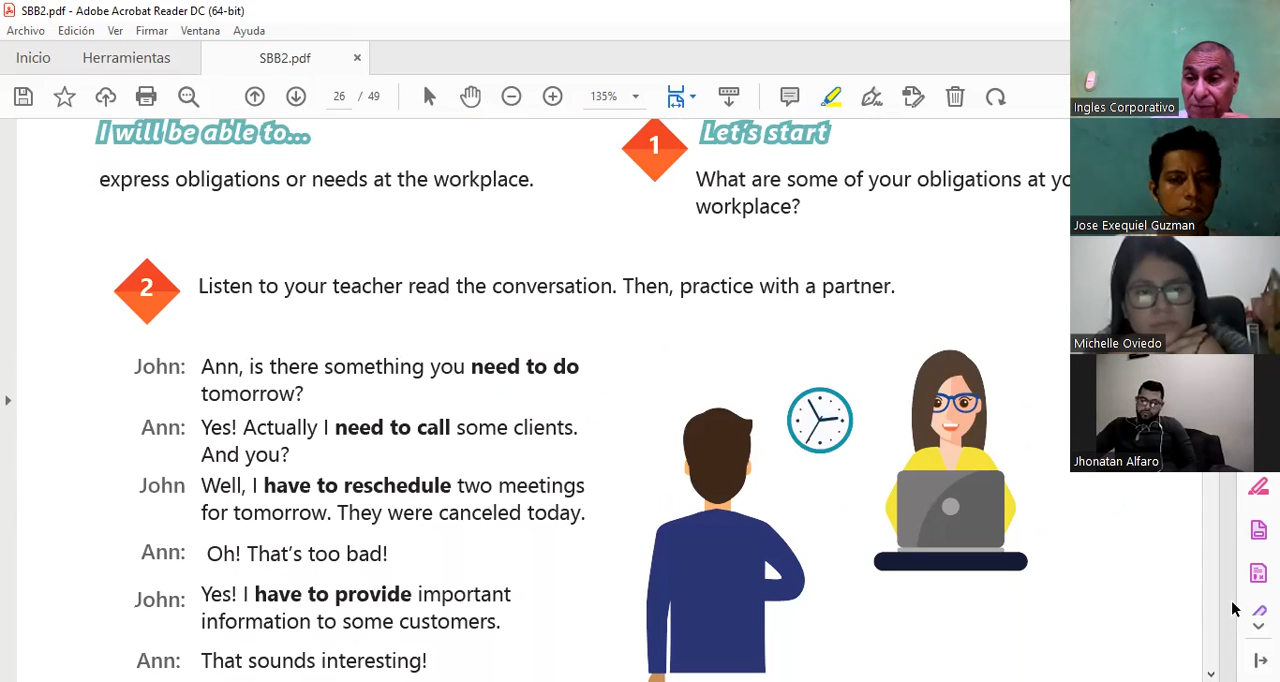 SBB2.pdf - Adobe Acrobat Reader DC (64-bit)
Archivo Edición Ver Firmar Ventana Ayuda
Inicio Herramientas SBB2.pdf ×
26 / 49 135%
I will be able to...
express obligations or needs at the workplace.
1 Let's start
What are some of your obligations at yo
workplace?
2 Listen to your teacher read the conversation. Then, practice with a partner.
John: Ann, is there something you need to do
tomorrow?
Ann: Yes! Actually I need to call some clients.
And you?
John Well, I have to reschedule two meetings
for tomorrow. They were canceled today.
Ann: Oh! That's too bad!
John: Yes! I have to provide important
information to some customers.
Ann: That sounds interesting!
Ingles Corporativo
Jose Exequiel Guzman
Michelle Oviedo
Jhonatan Alfaro